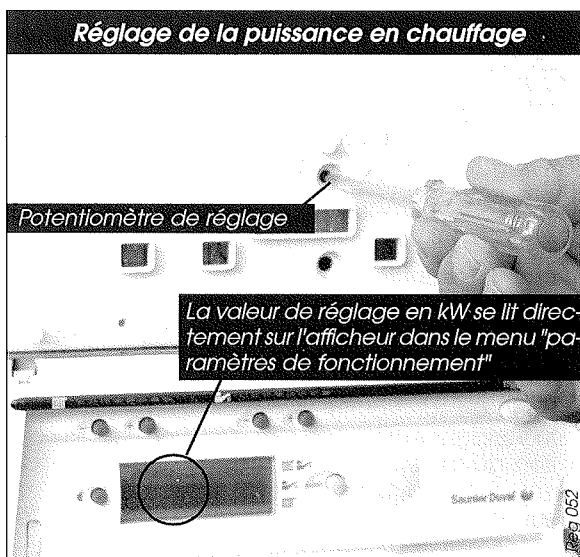 Réglage de la puissance en chauffage
Potentiomètre de réglage
La valeur de réglage en kW se lit direc-
tement sur l'afficheur dans le menu "pa-
ramètres de fonctionnement"
Saunier Duval
Rég 052